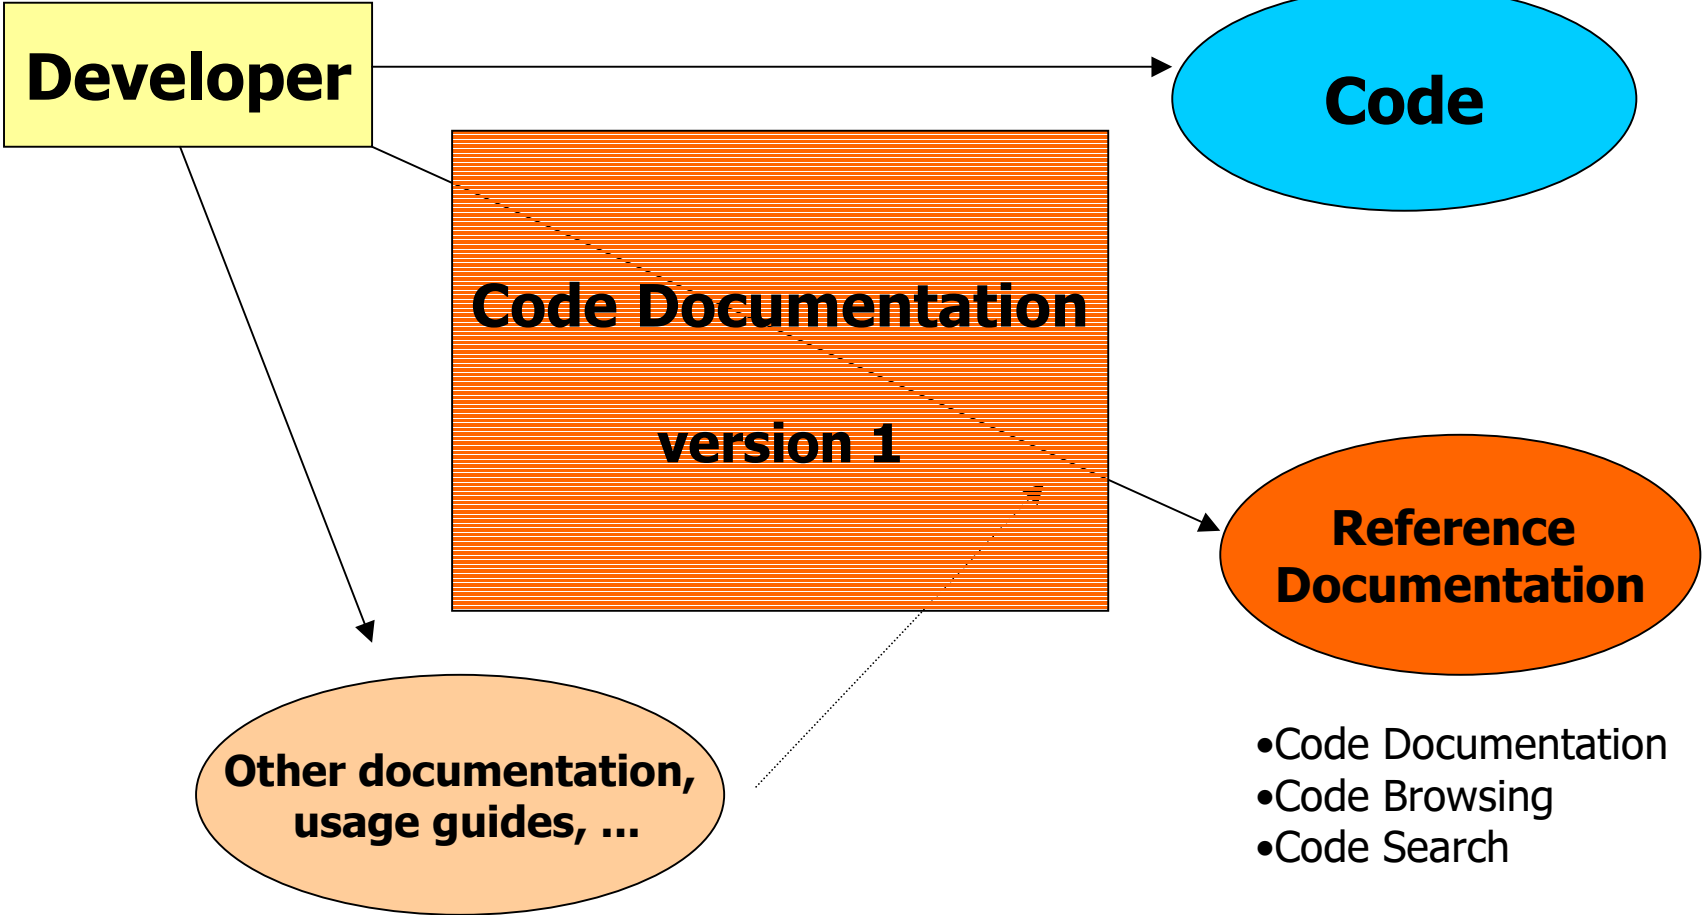 Developer
Code
Code Documentation
version 1
Reference
Documentation
Other documentation,
usage guides, ...
•Code Documentation
•Code Browsing
•Code Search